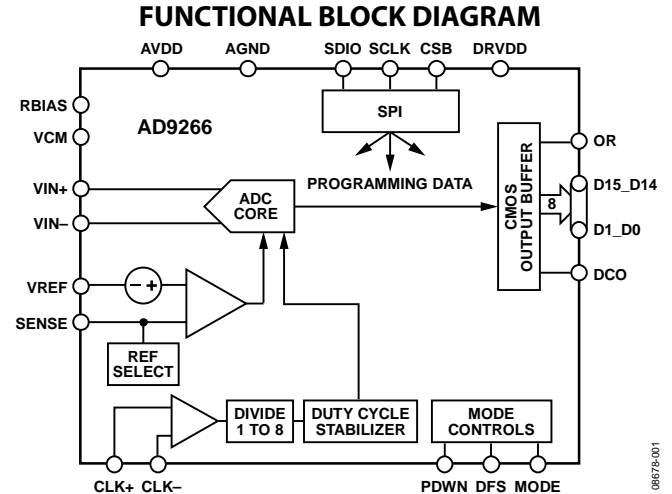 FUNCTIONAL BLOCK DIAGRAM
AVDD AGND SDIO SCLK CSB DRVDD
RBIAS
VCM
AD9266
SPI
PROGRAMMING DATA
VIN+
VIN–
ADC
CORE
CMOS
OUTPUT BUFFER
8
OR
D15_D14
D1_D0
DCO
VREF
– +
SENSE
REF
SELECT
DIVIDE
1 TO 8
DUTY CYCLE
STABILIZER
MODE
CONTROLS
CLK+ CLK–
PDWN DFS MODE
08678-001